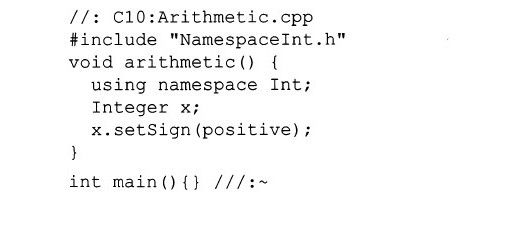 //: C10:Arithmetic.cpp
#include "NamespaceInt.h"
void arithmetic() {
  using namespace Int;
  Integer x;
  x.setSign(positive);
}
int main(){} ///:~